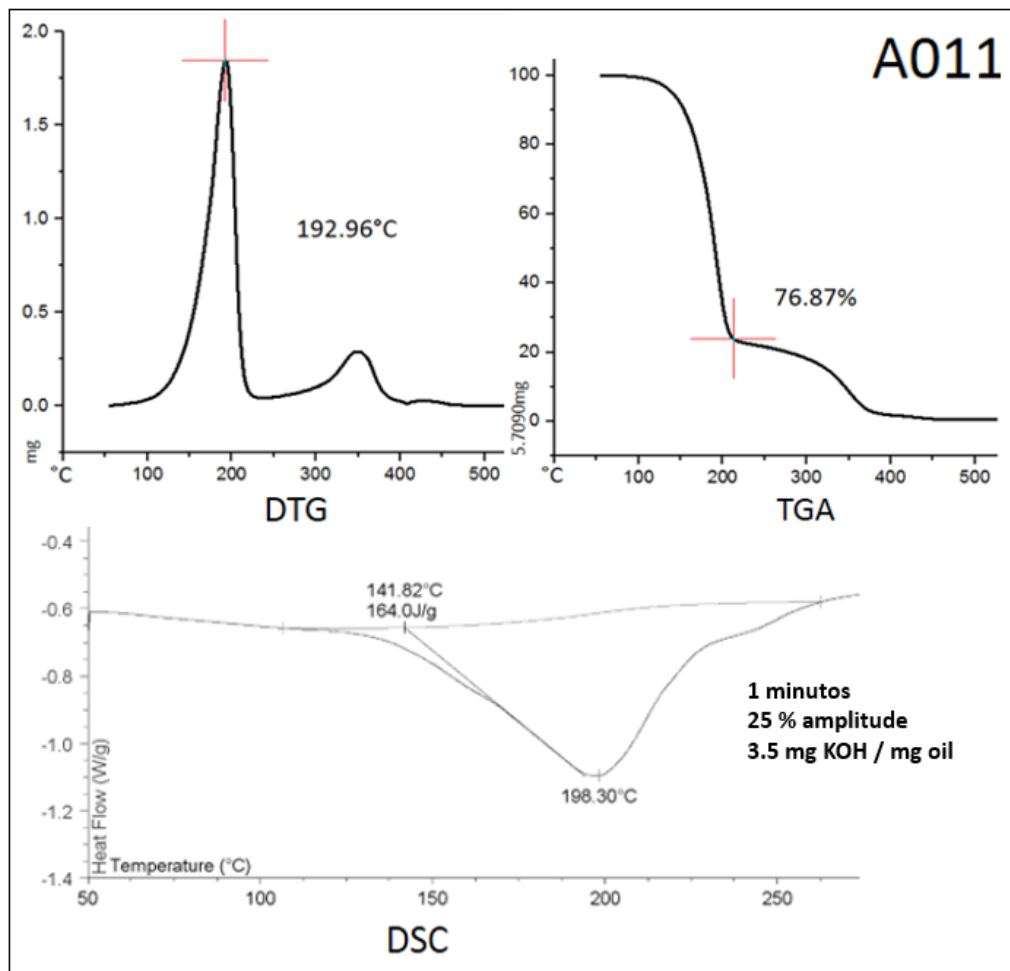 A011
2.0
1.5
1.0
0.5
0.0
mg
192.96°C
°C 100 200 300 400 500
DTG
100
80
60
40
20
0
5.7090mg
76.87%
°C 100 200 300 400 500
TGA
-0.4
-0.6
-0.8
-1.0
-1.2
-1.4
Heat Flow (W/g)
141.82°C
164.0J/g
198.30°C
1 minutos
25 % amplitude
3.5 mg KOH / mg oil
Temperature (°C)
50 100 150 200 250
DSC